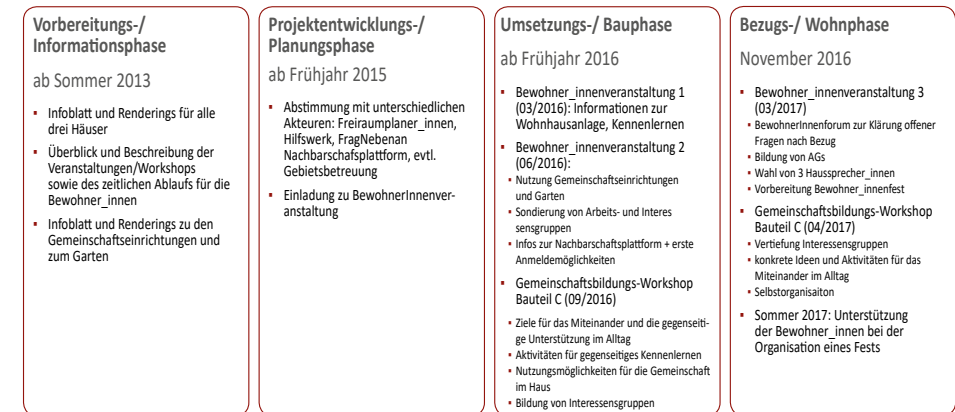 Vorbereitungs-/
Informationsphase
ab Sommer 2013
▪ Infoblatt und Renderings für alle
drei Häuser
▪ Überblick und Beschreibung der
Veranstaltungen/Workshops
sowie des zeitlichen Ablaufs für die
Bewohner_innen
▪ Infoblatt und Renderings zu den
Gemeinschaftseinrichtungen und
zum Garten
Projektentwicklungs-/
Planungsphase
ab Frühjahr 2015
▪ Abstimmung mit unterschiedlichen
Akteuren: Freiraumplaner_innen,
Hilfswerk, FragNebenan
Nachbarschafsplattform, evtl.
Gebietsbetreuung
▪ Einladung zu BewohnerInnenver-
anstaltung
Umsetzungs-/ Bauphase
ab Frühjahr 2016
▪ Bewohner_innenveranstaltung 1
(03/2016): Informationen zur
Wohnhausanlage, Kennenlernen
▪ Bewohner_innenveranstaltung 2
(06/2016):
▪ Nutzung Gemeinschaftseinrichtungen
und Garten
▪ Sondierung von Arbeits- und Interes
sensgruppen
▪ Infos zur Nachbarschaftsplattform + erste
Anmeldemöglichkeiten
▪ Gemeinschaftsbildungs-Workshop
Bauteil C (09/2016)
▪ Ziele für das Miteinander und die gegenseiti-
ge Unterstützung im Alltag
▪ Aktivitäten für gegenseitiges Kennenlernen
▪ Nutzungsmöglichkeiten für die Gemeinschaft
im Haus
▪ Bildung von Interessensgruppen
Bezugs-/ Wohnphase
November 2016
▪ Bewohner_innenveranstaltung 3
(03/2017)
▪ BewohnerInnenforum zur Klärung offener
Fragen nach Bezug
▪ Bildung von AGs
▪ Wahl von 3 Haussprecher_innen
▪ Vorbereitung Bewohner_innenfest
▪ Gemeinschaftsbildungs-Workshop
Bauteil C (04/2017)
▪ Vertiefung Interessensgruppen
▪ konkrete Ideen und Aktivitäten für das
Miteinander im Alltag
▪ Selbstorganisaiton
▪ Sommer 2017: Unterstützung
der Bewohner_innen bei der
Organisation eines Fests